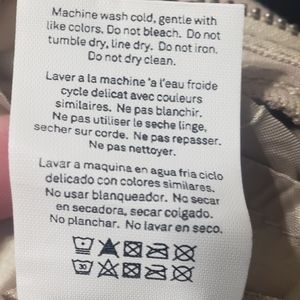 Machine wash cold, gentle with
like colors. Do not bleach. Do not
tumble dry, line dry. Do not iron.
Do not dry clean.
Laver a la machine 'a l'eau froide
cycle delicat avec couleurs
similaires. Ne pas blanchir.
Ne pas utiliser le seche linge,
secher sur corde. Ne pas repasser.
Ne pas nettoyer.
Lavar a maquina en agua fria ciclo
delicado con colores similares.
No usar blanqueador. No secar
en secadora, secar colgado.
No planchar. No lavar en seco.
30